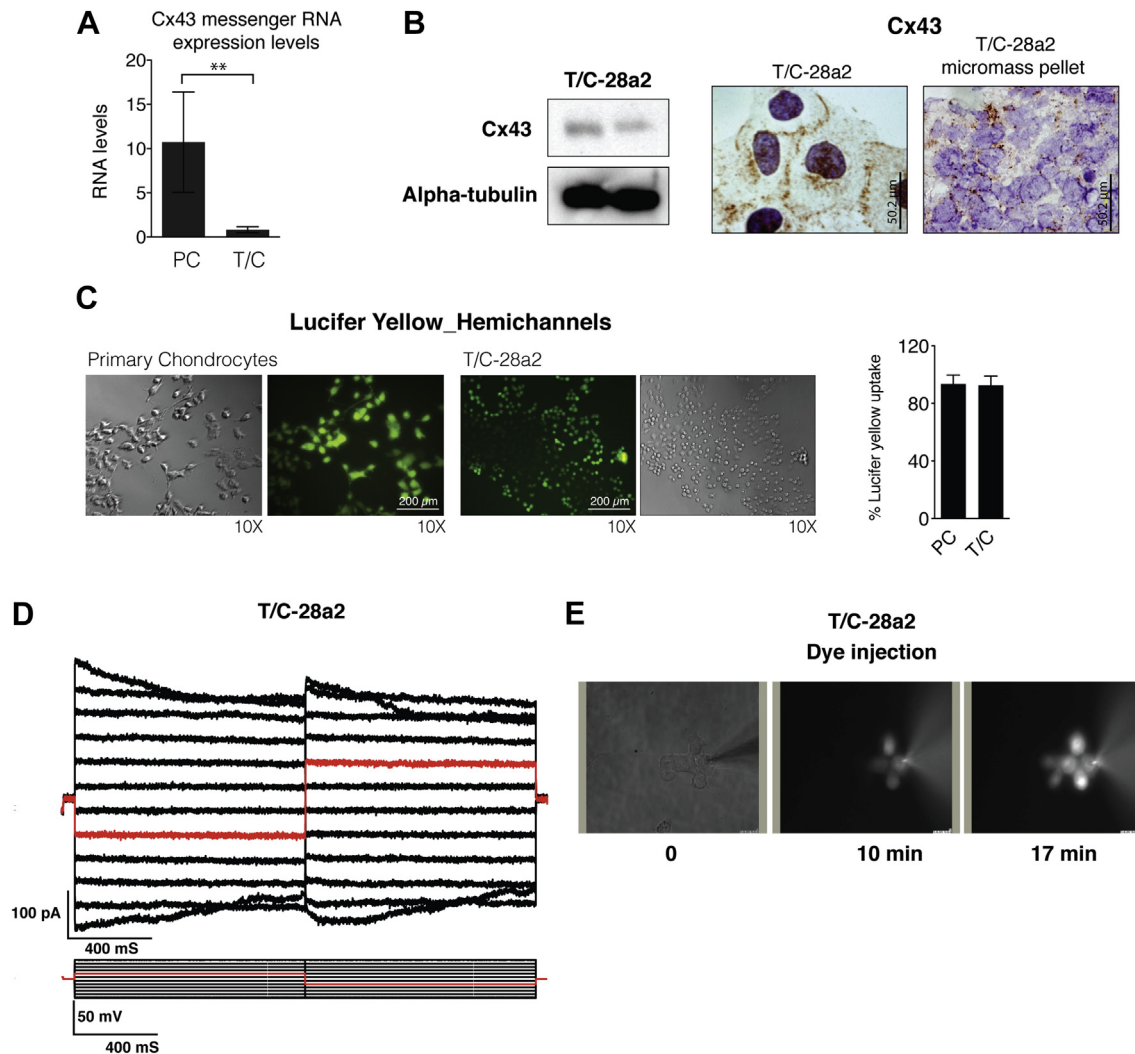 A
Cx43 messenger RNA
expression levels
20
15
10
5
0
RNA levels
**
PC
T/C
B
Cx43
T/C-28a2
Cx43
Alpha-tubulin
T/C-28a2
50.2 µm
T/C-28a2
micromass pellet
50.2 µm
C
Lucifer Yellow_Hemichannels
Primary Chondrocytes
T/C-28a2
200 µm
200 µm
10X
10X
10X
10X
% Lucifer yellow uptake
120
80
40
0
PC
T/C
D
T/C-28a2
100 pA
400 mS
50 mV
400 mS
E
T/C-28a2
Dye injection
0
10 min
17 min